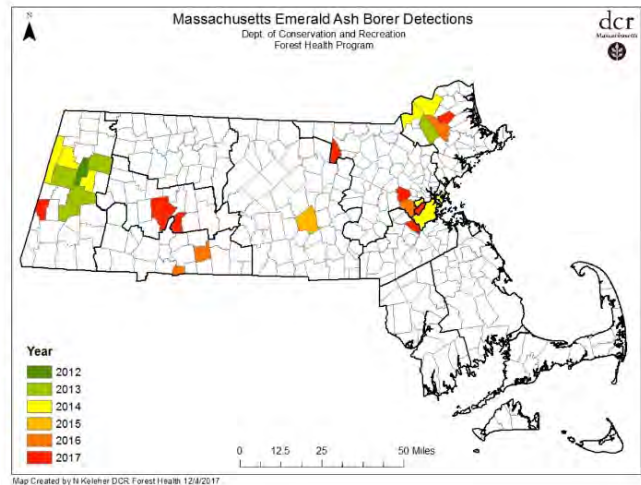 Massachusetts Emerald Ash Borer Detections
Dept. of Conservation and Recreation
Forest Health Program
N
dcr
Massachusetts
Year
2012
2013
2014
2015
2016
2017
0 12.5 25 50 Miles
Map Created by N Keleher DCR Forest Health 12/4/2017